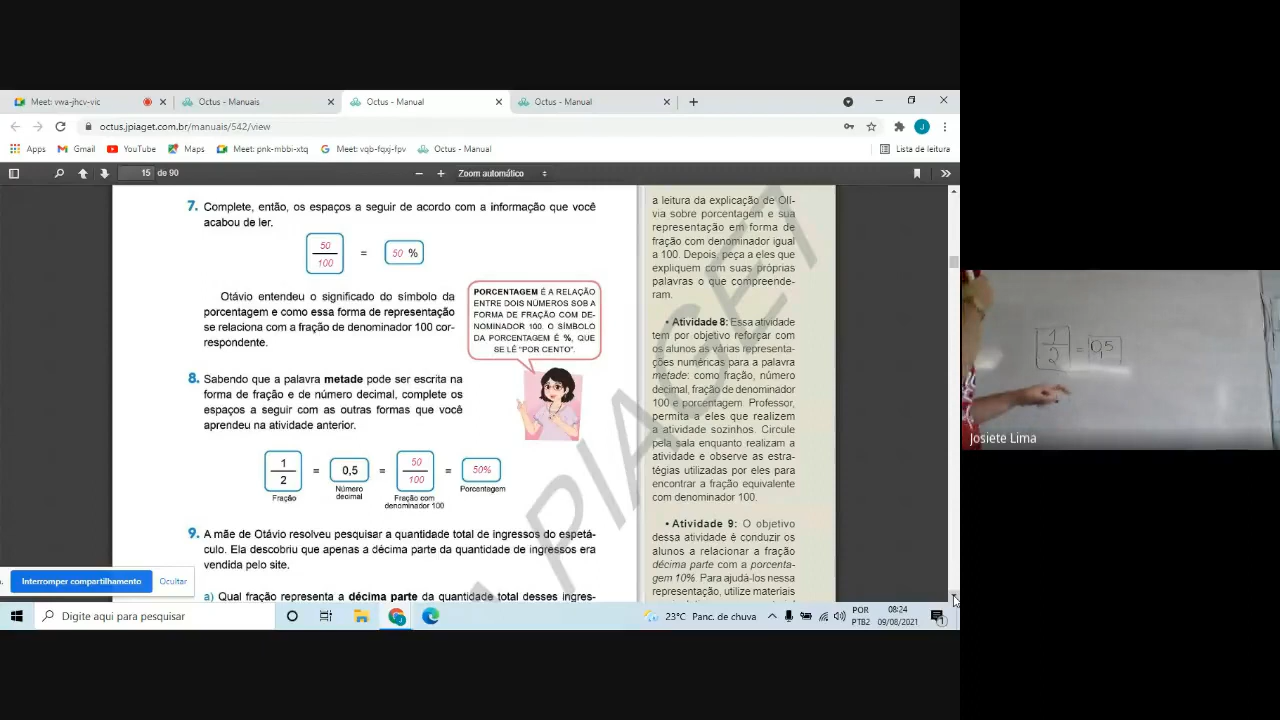 Meet: vwa-jhcv-vic
Octus - Manuais
Octus - Manual
Octus - Manual
octus.jpiaget.com.br/manuais/542/view
Apps
Gmail
YouTube
Maps
Meet: pnk-mbbi-xtq
Meet: vqb-fqxj-fpv
Octus - Manual
Lista de leitura
15 de 90
Zoom automático
7. Complete, então, os espaços a seguir de acordo com a informação que você
acabou de ler.
50
100
=
50 %
Otávio entendeu o significado do símbolo da
porcentagem e como essa forma de representação
se relaciona com a fração de denominador 100 cor-
respondente.
PORCENTAGEM É A RELAÇÃO
ENTRE DOIS NÚMEROS SOB A
FORMA DE FRAÇÃO COM DE-
NOMINADOR 100. O SÍMBOLO
DA PORCENTAGEM É %, QUE
SE LÊ "POR CENTO".
8. Sabendo que a palavra metade pode ser escrita na
forma de fração e de número decimal, complete os
espaços a seguir com as outras formas que você
aprendeu na atividade anterior.
1
2
= 0,5 =
50
100
= 50%
Fração
Número
decimal
Fração com
denominador 100
Porcentagem
9. A mãe de Otávio resolveu pesquisar a quantidade total de ingressos do espetá-
culo. Ela descobriu que apenas a décima parte da quantidade de ingressos era
vendida pelo site.
a) Qual fração representa a décima parte da quantidade total desses ingres-
a leitura da explicação de Olí-
via sobre porcentagem e sua
representação em forma de
fração com denominador igual
a 100. Depois, peça a eles que
expliquem com suas próprias
palavras o que compreende-
ram.
• Atividade 8: Essa atividade
tem por objetivo reforçar com
os alunos as várias representa-
ções numéricas para a palavra
metade: como fração, número
decimal, fração de denominador
100 e porcentagem. Professor,
permita a eles que realizem
a atividade sozinhos. Circule
pela sala enquanto realizam a
atividade e observe as estra-
tégias utilizadas por eles para
encontrar a fração equivalente
com denominador 100.
• Atividade 9: O objetivo
dessa atividade é conduzir os
alunos a relacionar a fração
décima parte com a porcenta-
gem 10%. Para ajudá-los nessa
representação, utilize materiais
PIAGET
Interromper compartilhamento
Ocultar
Digite aqui para pesquisar
23°C Panc. de chuva
POR
PTB2
08:24
09/08/2021
1
2
= 0,5
Josiete Lima